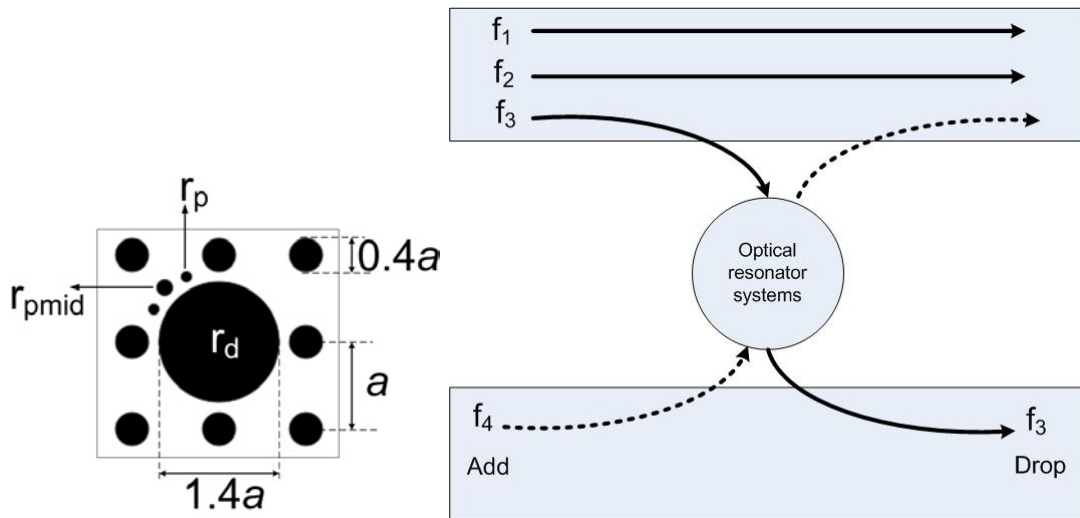 rp
0.4a
rpmid
rd
a
1.4a
f1
f2
f3
Optical
resonator
systems
f4
f3
Add
Drop